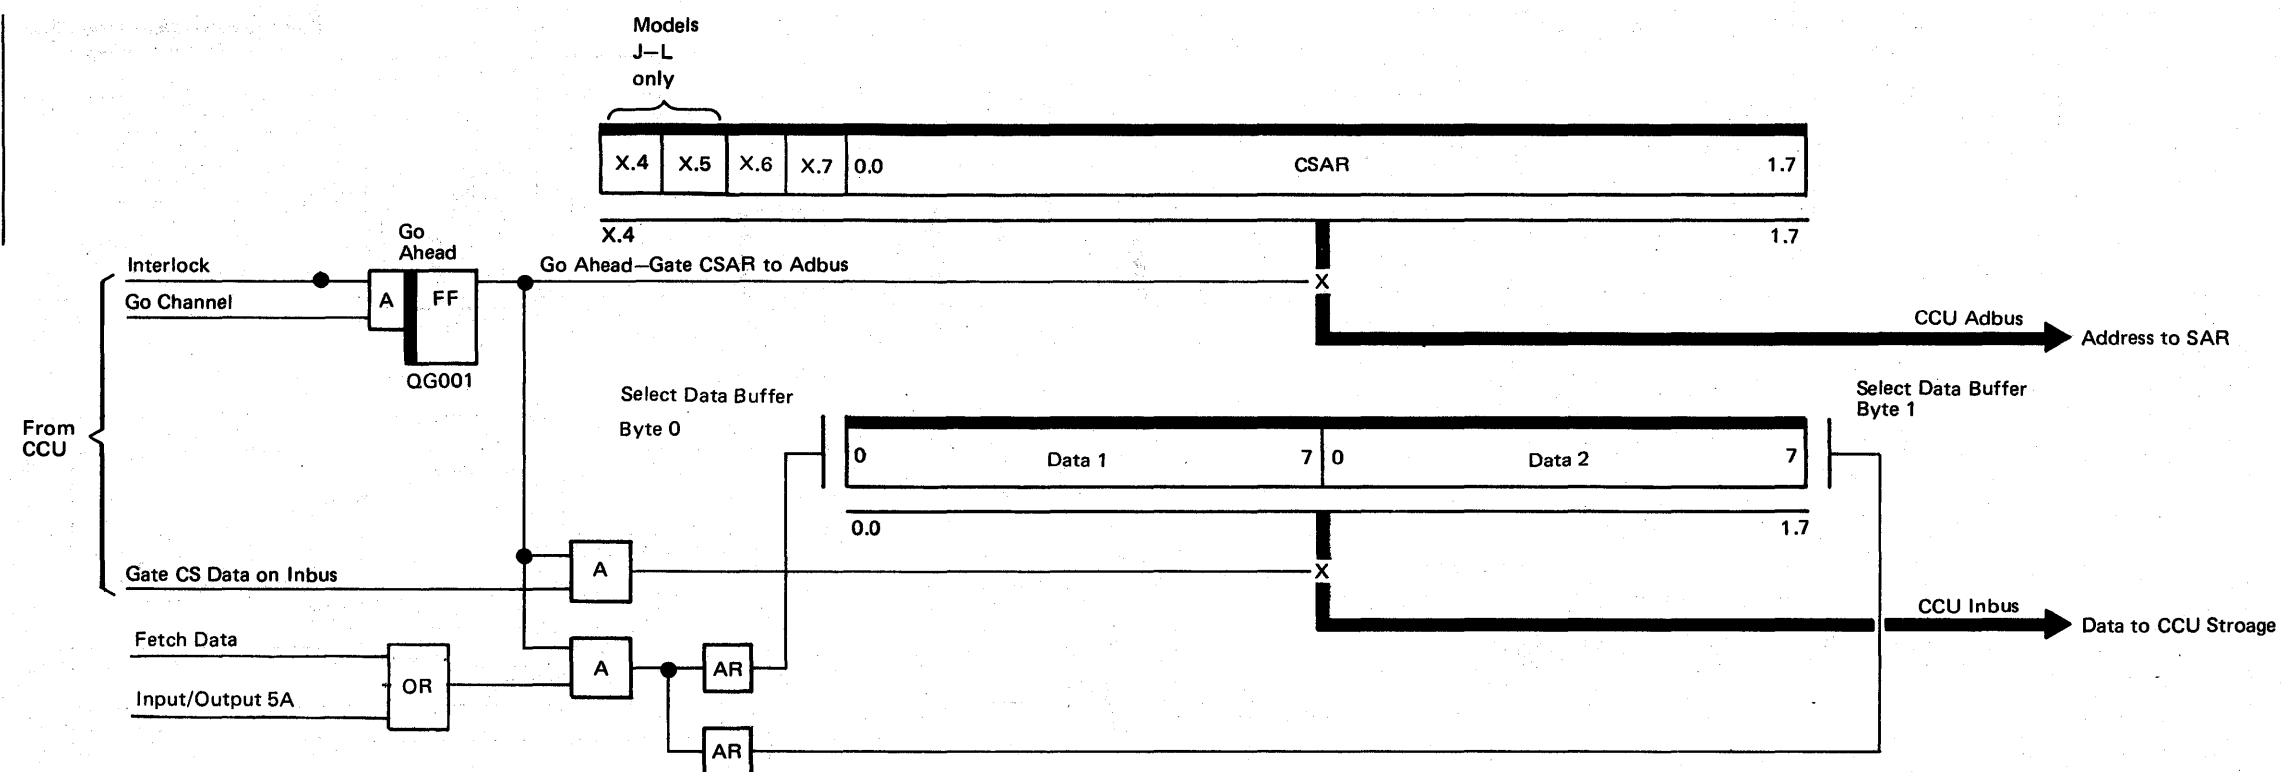 Models
J—L
only
X.4 X.5 X.6 X.7 0.0 CSAR 1.7
X.4 1.7
Go
Ahead
Interlock
Go Channel
A FF
QG001
Go Ahead—Gate CSAR to Adbus
X
CCU Adbus
Address to SAR
From
CCU
Select Data Buffer
Byte 0
Select Data Buffer
Byte 1
0 Data 1 7 0 Data 2 7
0.0 1.7
Gate CS Data on Inbus
A
X
CCU Inbus
Data to CCU Stroage
Fetch Data
Input/Output 5A
OR
A
AR
AR